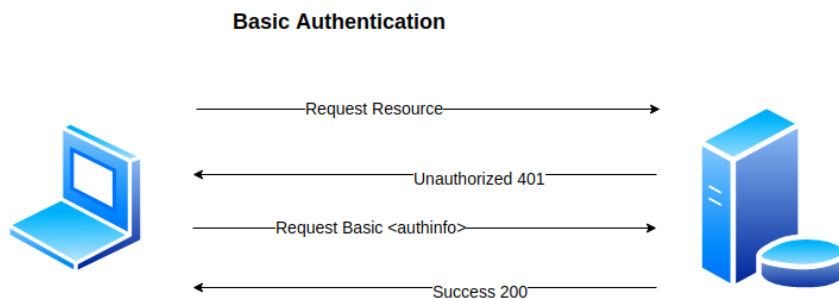 Basic Authentication
Request Resource
Unauthorized 401
Request Basic <authinfo>
Success 200